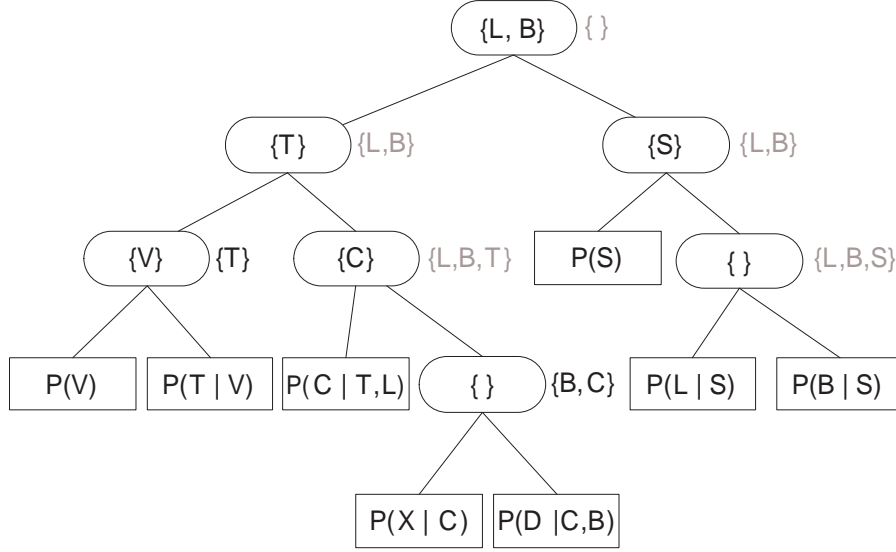 {L, B} { }
{T} {L,B} {S} {L,B}
{V} {T} {C} {L,B,T} P(S) { } {L,B,S}
P(V) P(T | V) P(C | T,L) { } {B,C} P(L | S) P(B | S)
P(X | C) P(D |C,B)